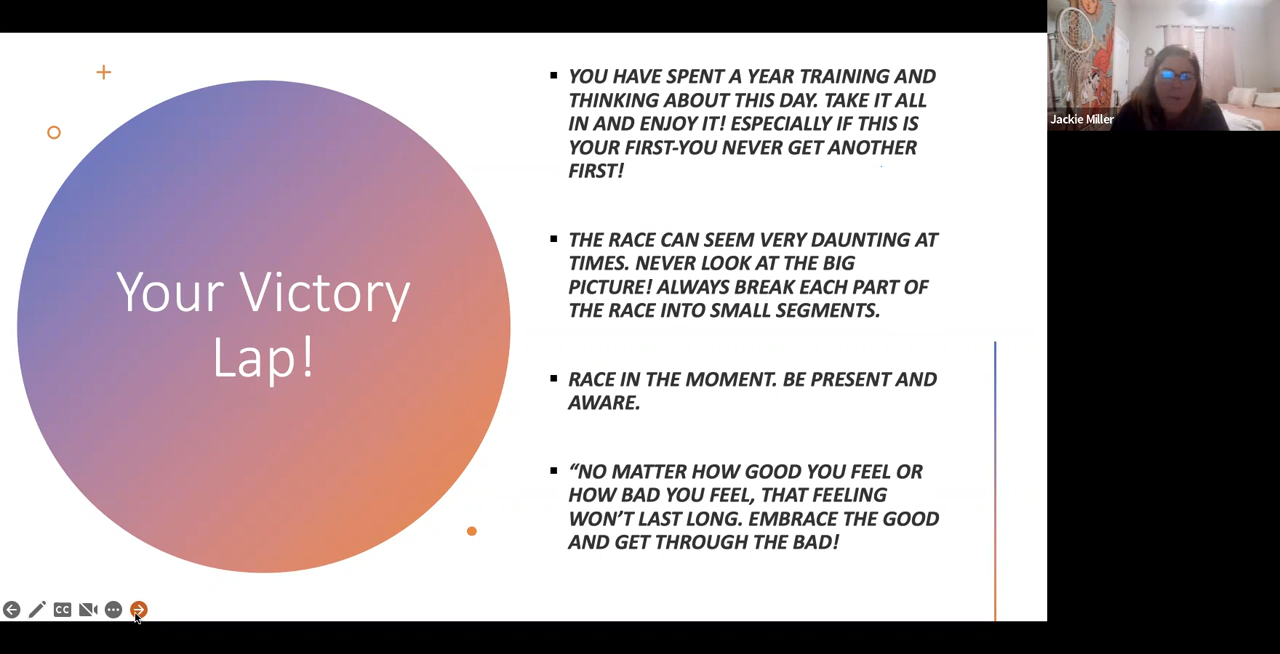 Your Victory
Lap!
YOU HAVE SPENT A YEAR TRAINING AND
THINKING ABOUT THIS DAY. TAKE IT ALL
IN AND ENJOY IT! ESPECIALLY IF THIS IS
YOUR FIRST-YOU NEVER GET ANOTHER
FIRST!
THE RACE CAN SEEM VERY DAUNTING AT
TIMES. NEVER LOOK AT THE BIG
PICTURE! ALWAYS BREAK EACH PART OF
THE RACE INTO SMALL SEGMENTS.
RACE IN THE MOMENT. BE PRESENT AND
AWARE.
“NO MATTER HOW GOOD YOU FEEL OR
HOW BAD YOU FEEL, THAT FEELING
WON’T LAST LONG. EMBRACE THE GOOD
AND GET THROUGH THE BAD!
CC
Jackie Miller